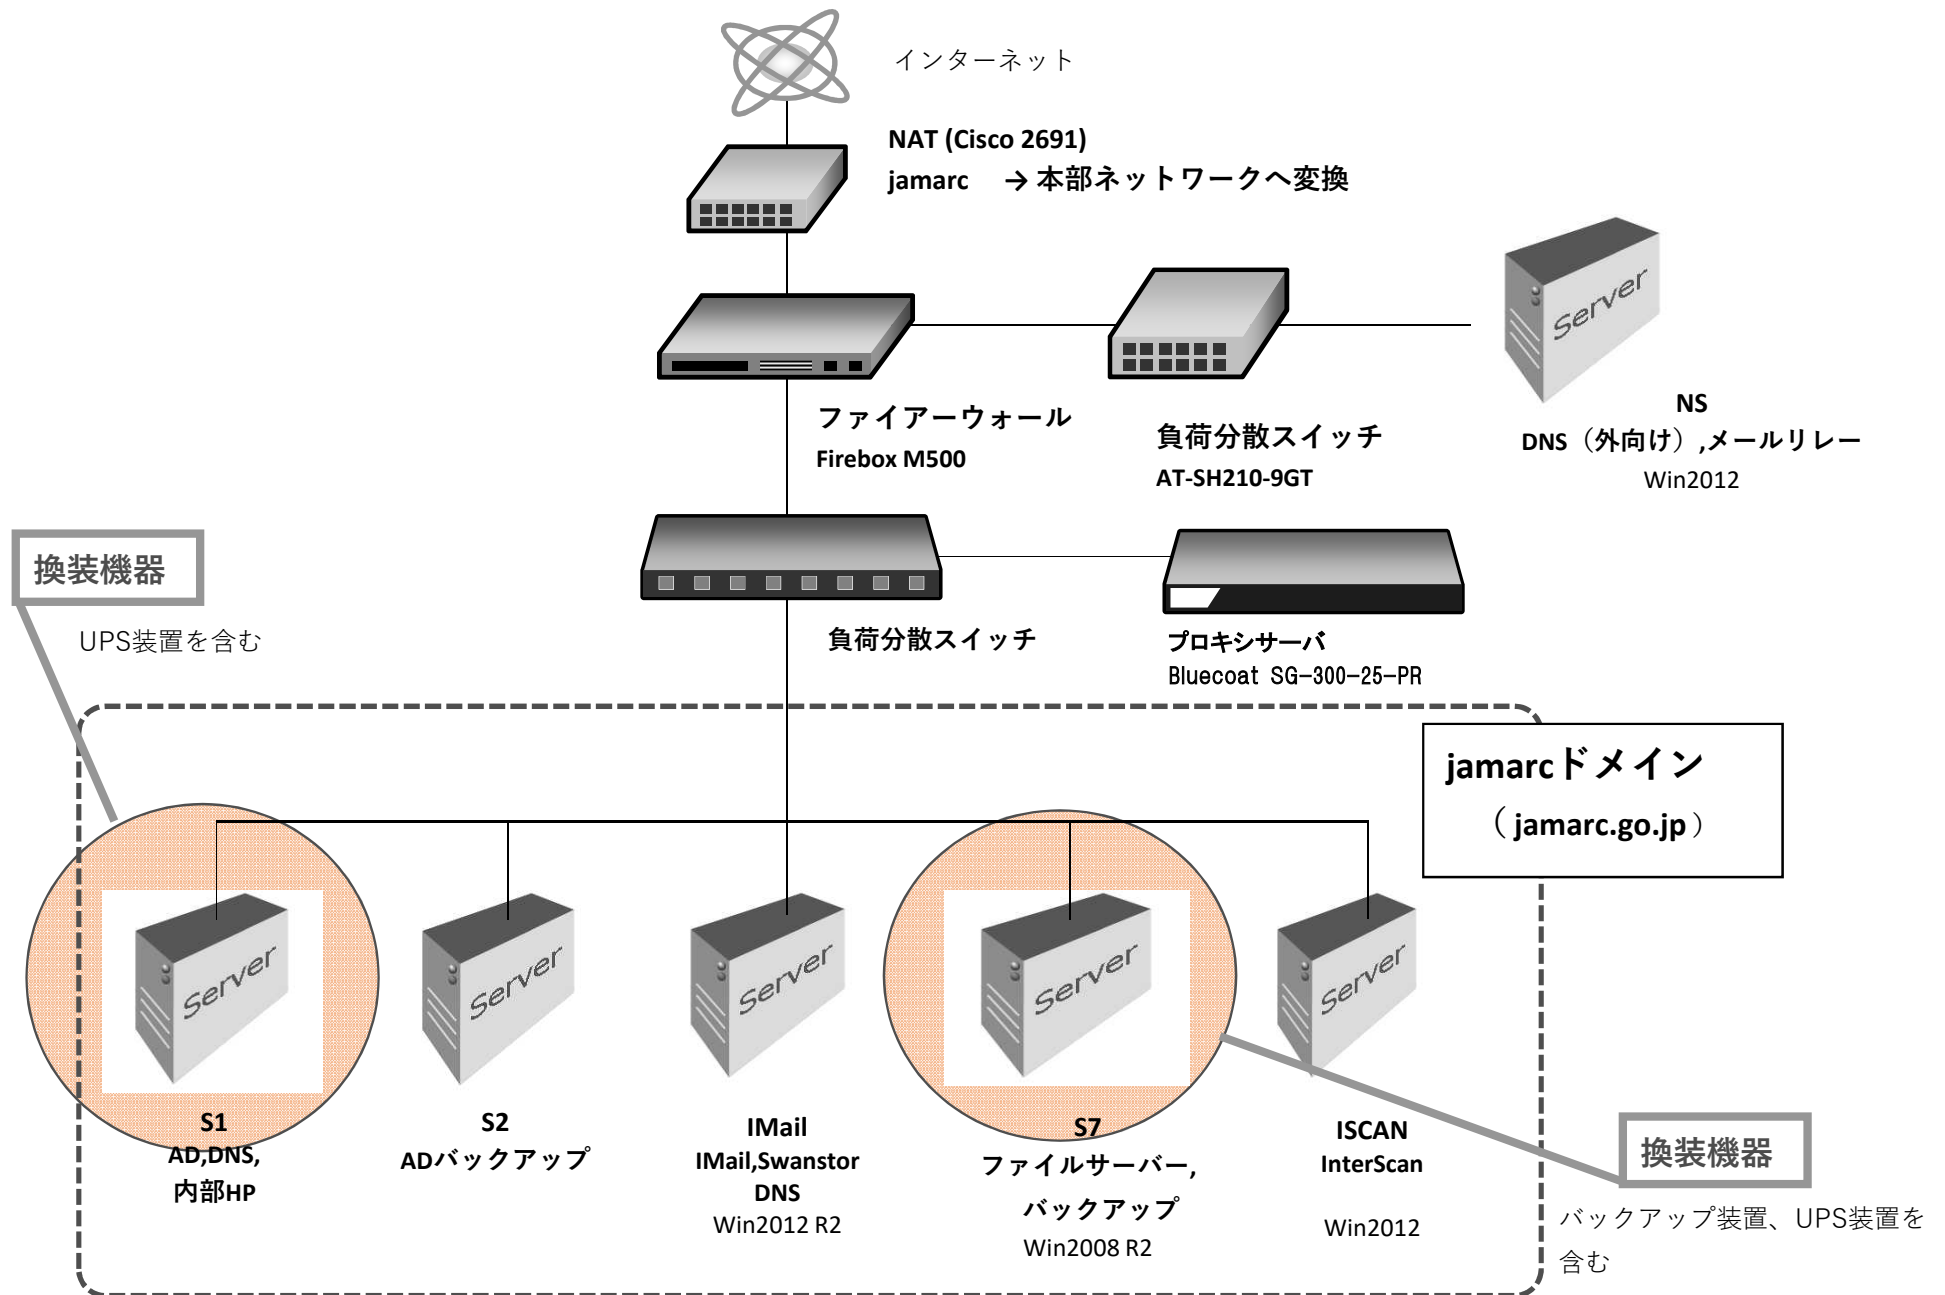 インターネット
NAT (Cisco 2691)
jamarc → 本部ネットワークへ変換
Server
NS
DNS（外向け）,メールリレー
Win2012
ファイアーウォール
Firebox M500
負荷分散スイッチ
AT-SH210-9GT
換装機器
UPS装置を含む
負荷分散スイッチ
プロキシサーバ
Bluecoat SG-300-25-PR
jamarcドメイン
（ jamarc.go.jp ）
Server
Server
Server
Server
Server
S1
AD,DNS,
内部HP
S2
ADバックアップ
IMail
IMail,Swanstor
DNS
Win2012 R2
S7
ファイルサーバー,
バックアップ
Win2008 R2
ISCAN
InterScan
Win2012
換装機器
バックアップ装置、UPS装置を
含む